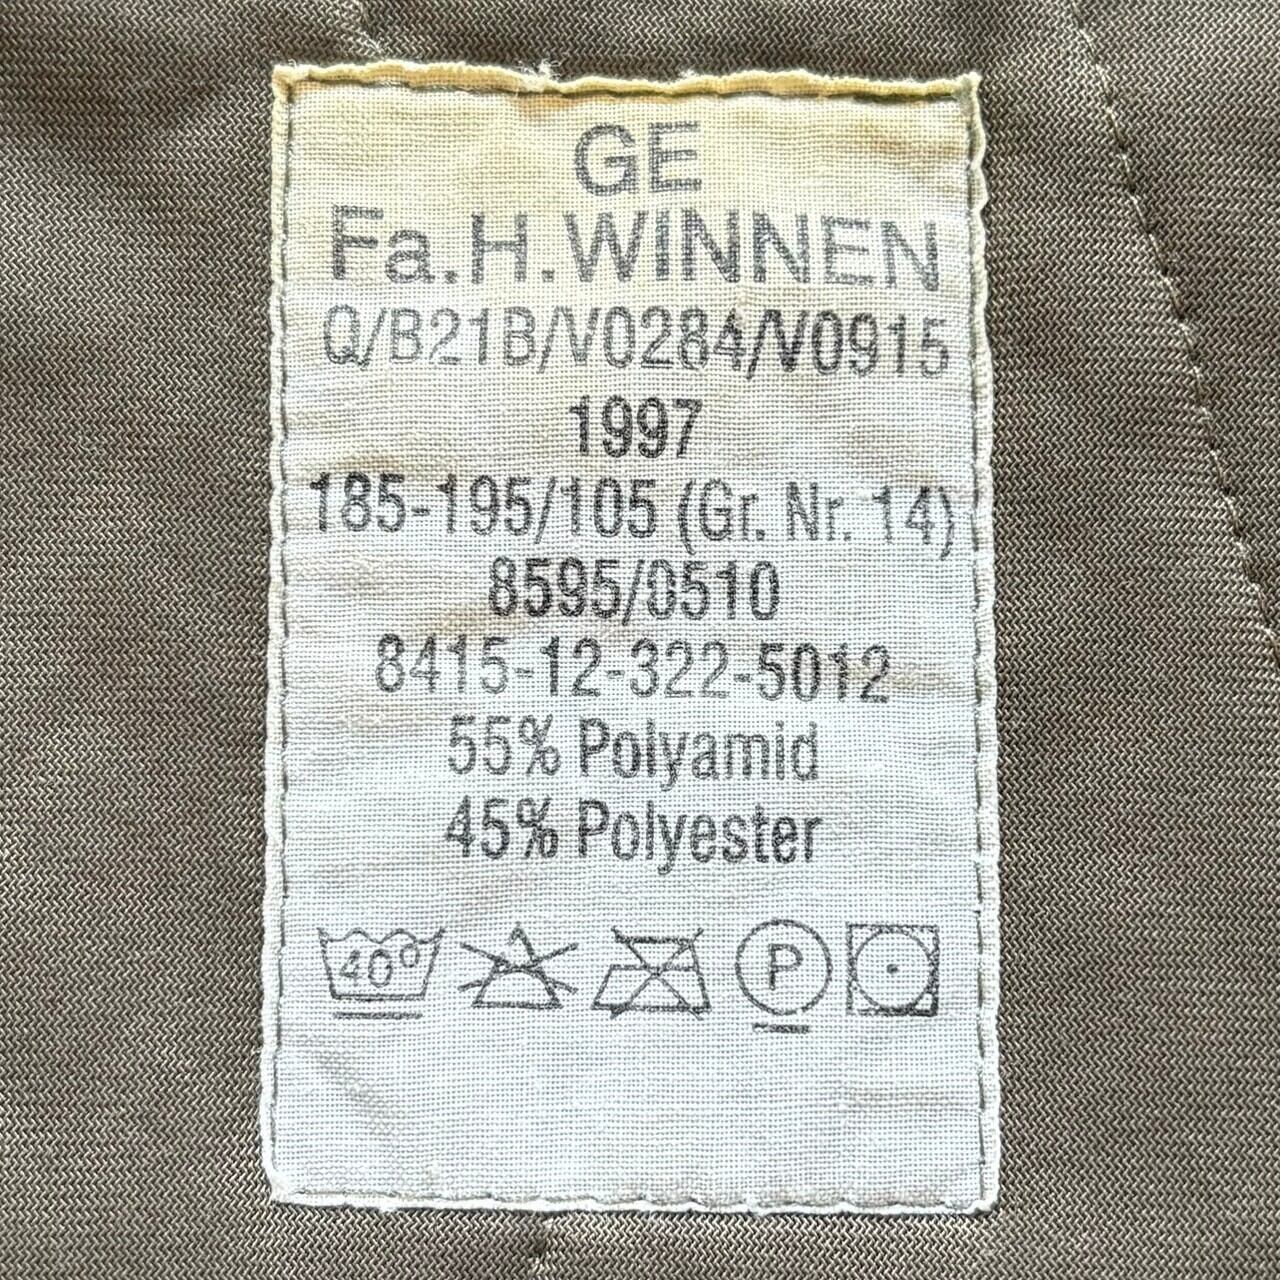 GE
Fa.H.WINNEN
Q/B21B/V0284/V0915
1997
185-195/105 (Gr. Nr. 14)
8595/0510
8415-12-322-5012
55% Polyamid
45% Polyester
40° P